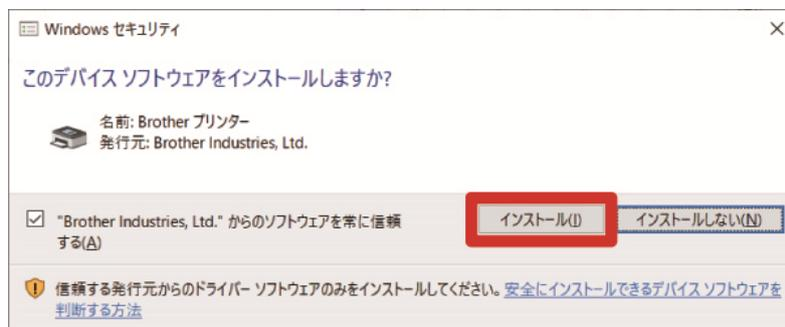 Windows セキュリティ
このデバイス ソフトウェアをインストールしますか?
名前: Brother プリンター
発行元: Brother Industries, Ltd.
"Brother Industries, Ltd." からのソフトウェアを常に信頼
する(A)
インストール(I)
インストールしない(N)
信頼する発行元からのドライバー ソフトウェアのみをインストールしてください。安全にインストールできるデバイス ソフトウェアを
判断する方法